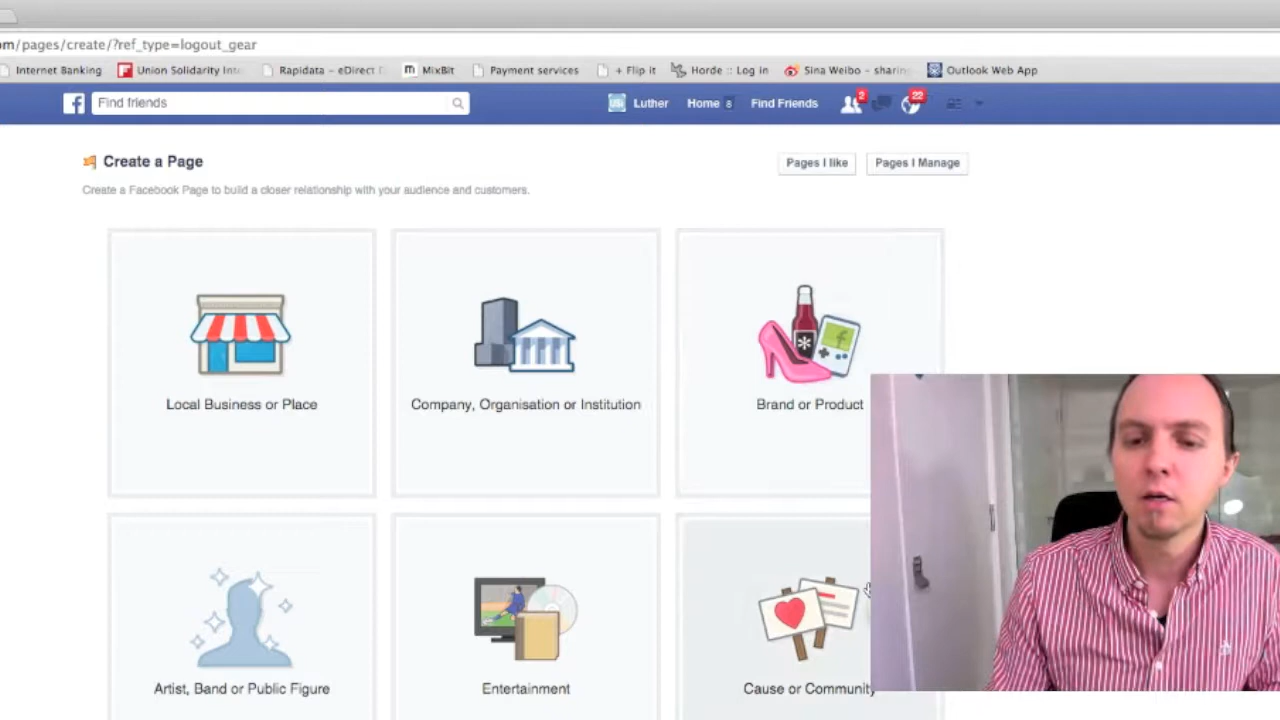 om/pages/create/?ref_type=logout_gear
Internet Banking Union Solidarity Inte Rapidata – eDirect D MixBit Payment services + Flip it Horde :: Log in Sina Weibo – sharin Outlook Web App
Find friends Luther Home 8 Find Friends 2 22
Create a Page Pages I like Pages I Manage
Create a Facebook Page to build a closer relationship with your audience and customers.
Local Business or Place Company, Organisation or Institution Brand or Product
Artist, Band or Public Figure Entertainment Cause or Community